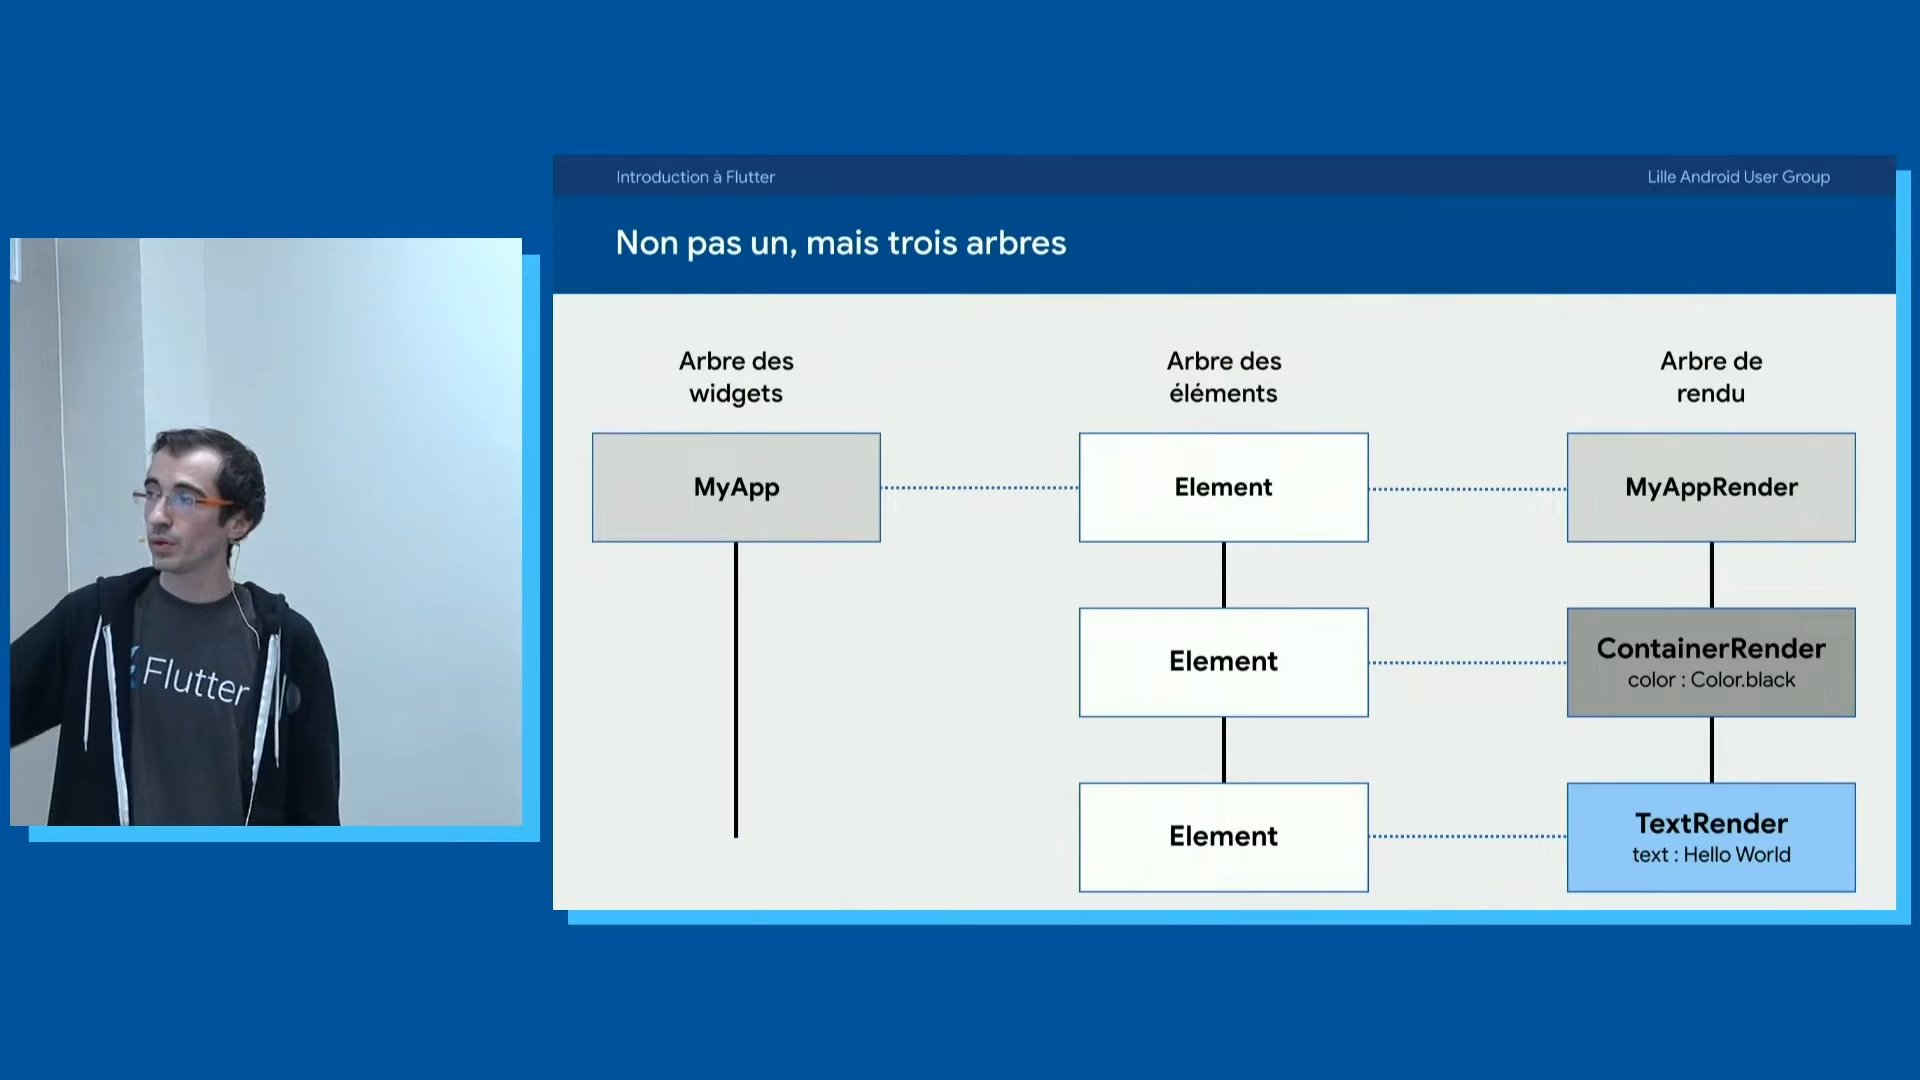 Introduction à Flutter
Lille Android User Group
Non pas un, mais trois arbres
Arbre des
widgets
Arbre des
éléments
Arbre de
rendu
MyApp
Element
MyAppRender
Element
ContainerRender
color : Color.black
Element
TextRender
text : Hello World
Flutter